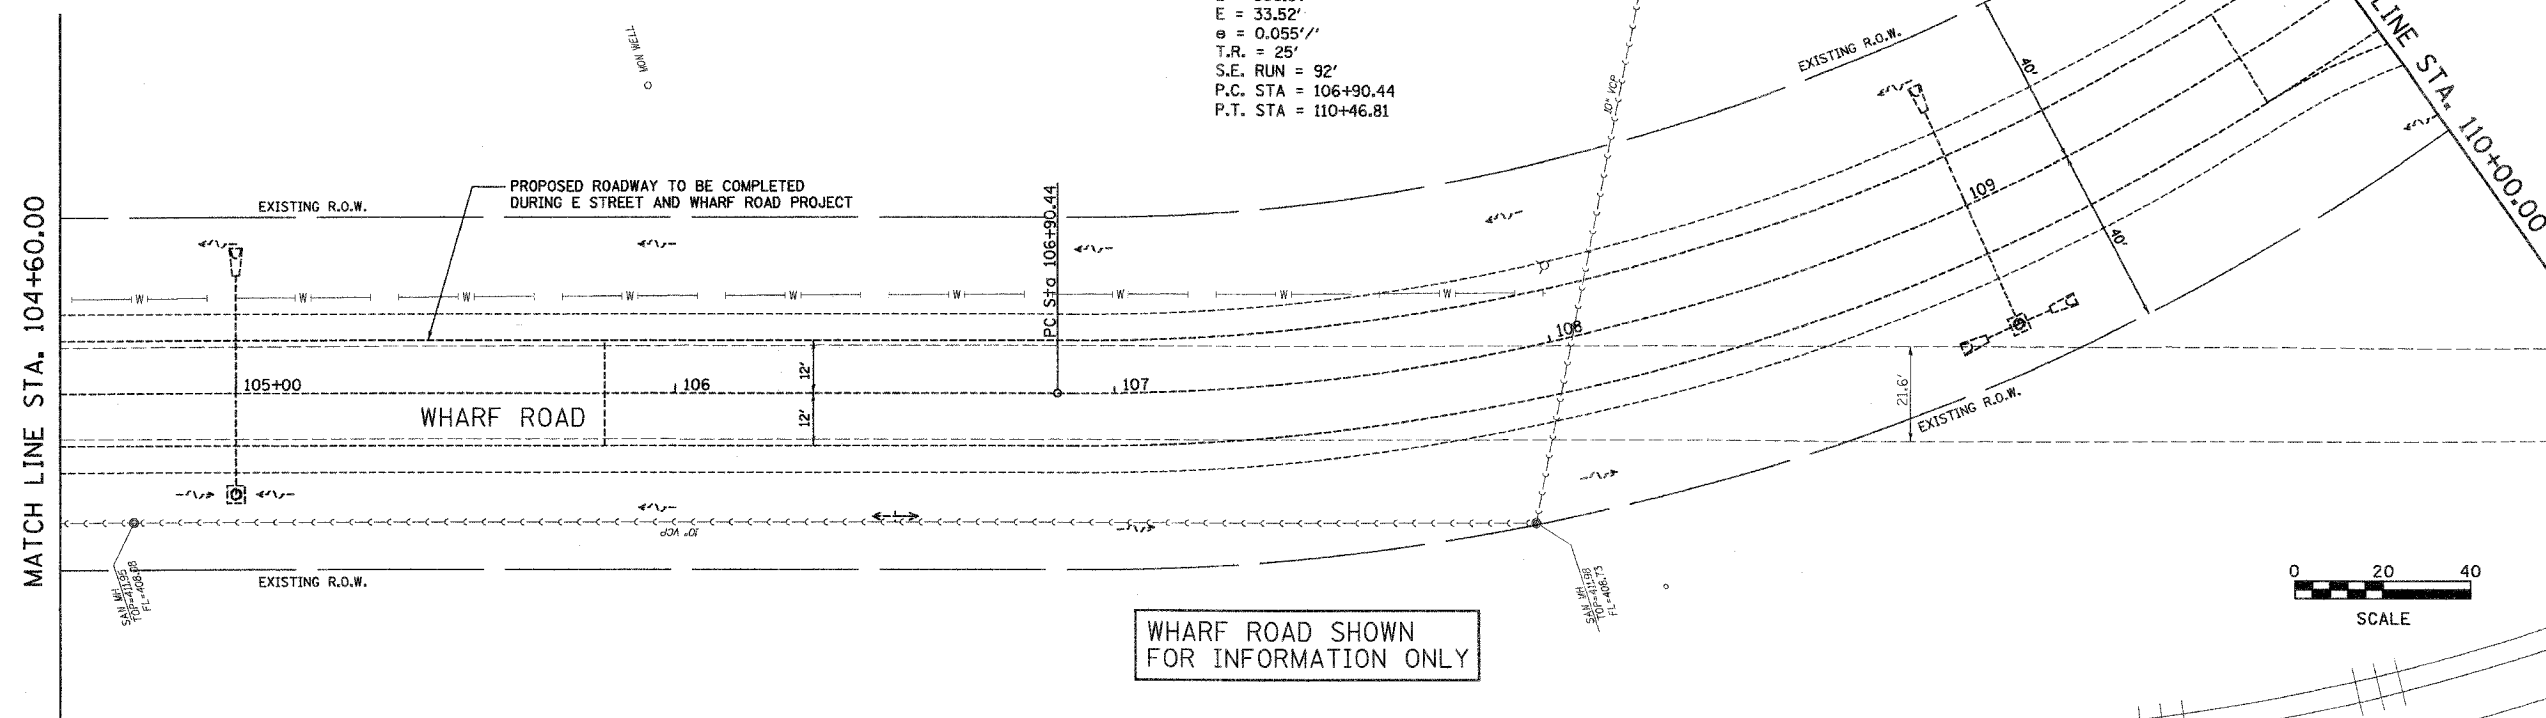 E = 33.52'
e = 0.055'/'
T.R. = 25'
S.E. RUN = 92'
P.C. STA = 106+90.44
P.T. STA = 110+46.81
MON WELL
10" VCP
EXISTING R.O.W.
40'
40'
LINE STA. 110+00.00
MATCH LINE STA. 104+60.00
EXISTING R.O.W.
PROPOSED ROADWAY TO BE COMPLETED
DURING E STREET AND WHARF ROAD PROJECT
PC Sta 106+90.44
W W W W W W W W W
105+00
106
107
108
109
12'
12'
WHARF ROAD
21.6'
EXISTING R.O.W.
10" VCP
EXISTING R.O.W.
SAN MH
TOP=411.95
SAN MH
TOP=411.98
FL=408.73
WHARF ROAD SHOWN
FOR INFORMATION ONLY
0 20 40
SCALE